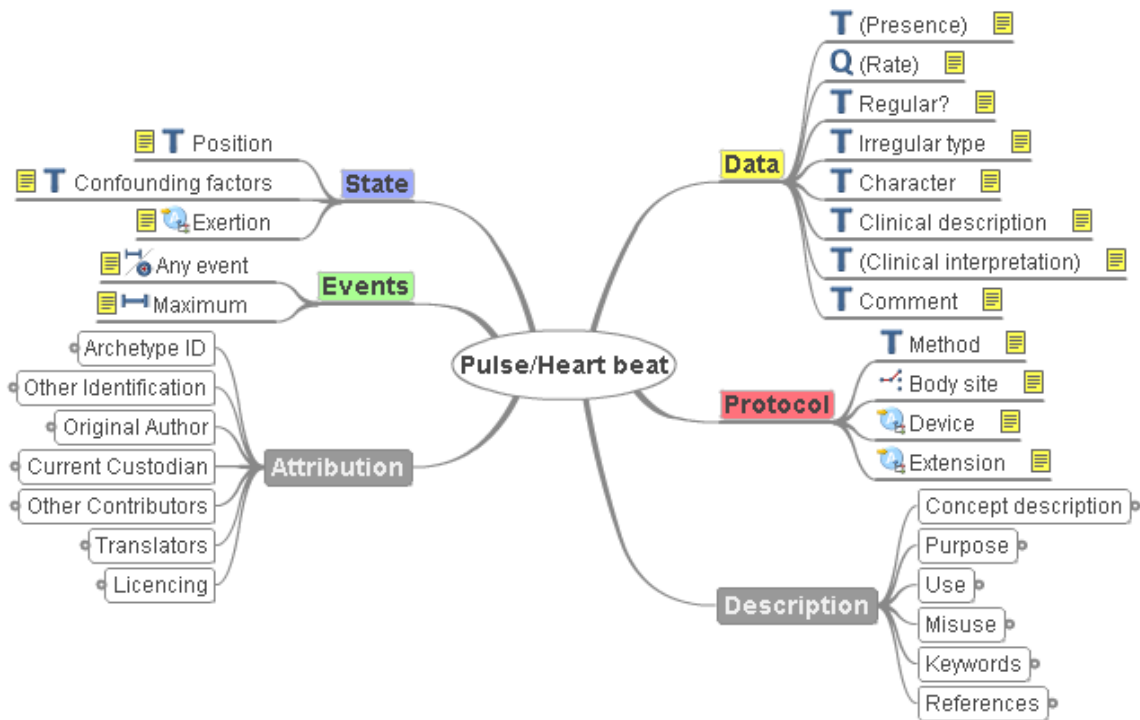 Pulse/Heart beat
Data
T (Presence)
Q (Rate)
T Regular?
T Irregular type
T Character
T Clinical description
T (Clinical interpretation)
T Comment
Protocol
T Method
Body site
Device
Extension
Description
Concept description
Purpose
Use
Misuse
Keywords
References
State
T Position
T Confounding factors
Exertion
Events
Any event
Maximum
Attribution
Archetype ID
Other Identification
Original Author
Current Custodian
Other Contributors
Translators
Licencing